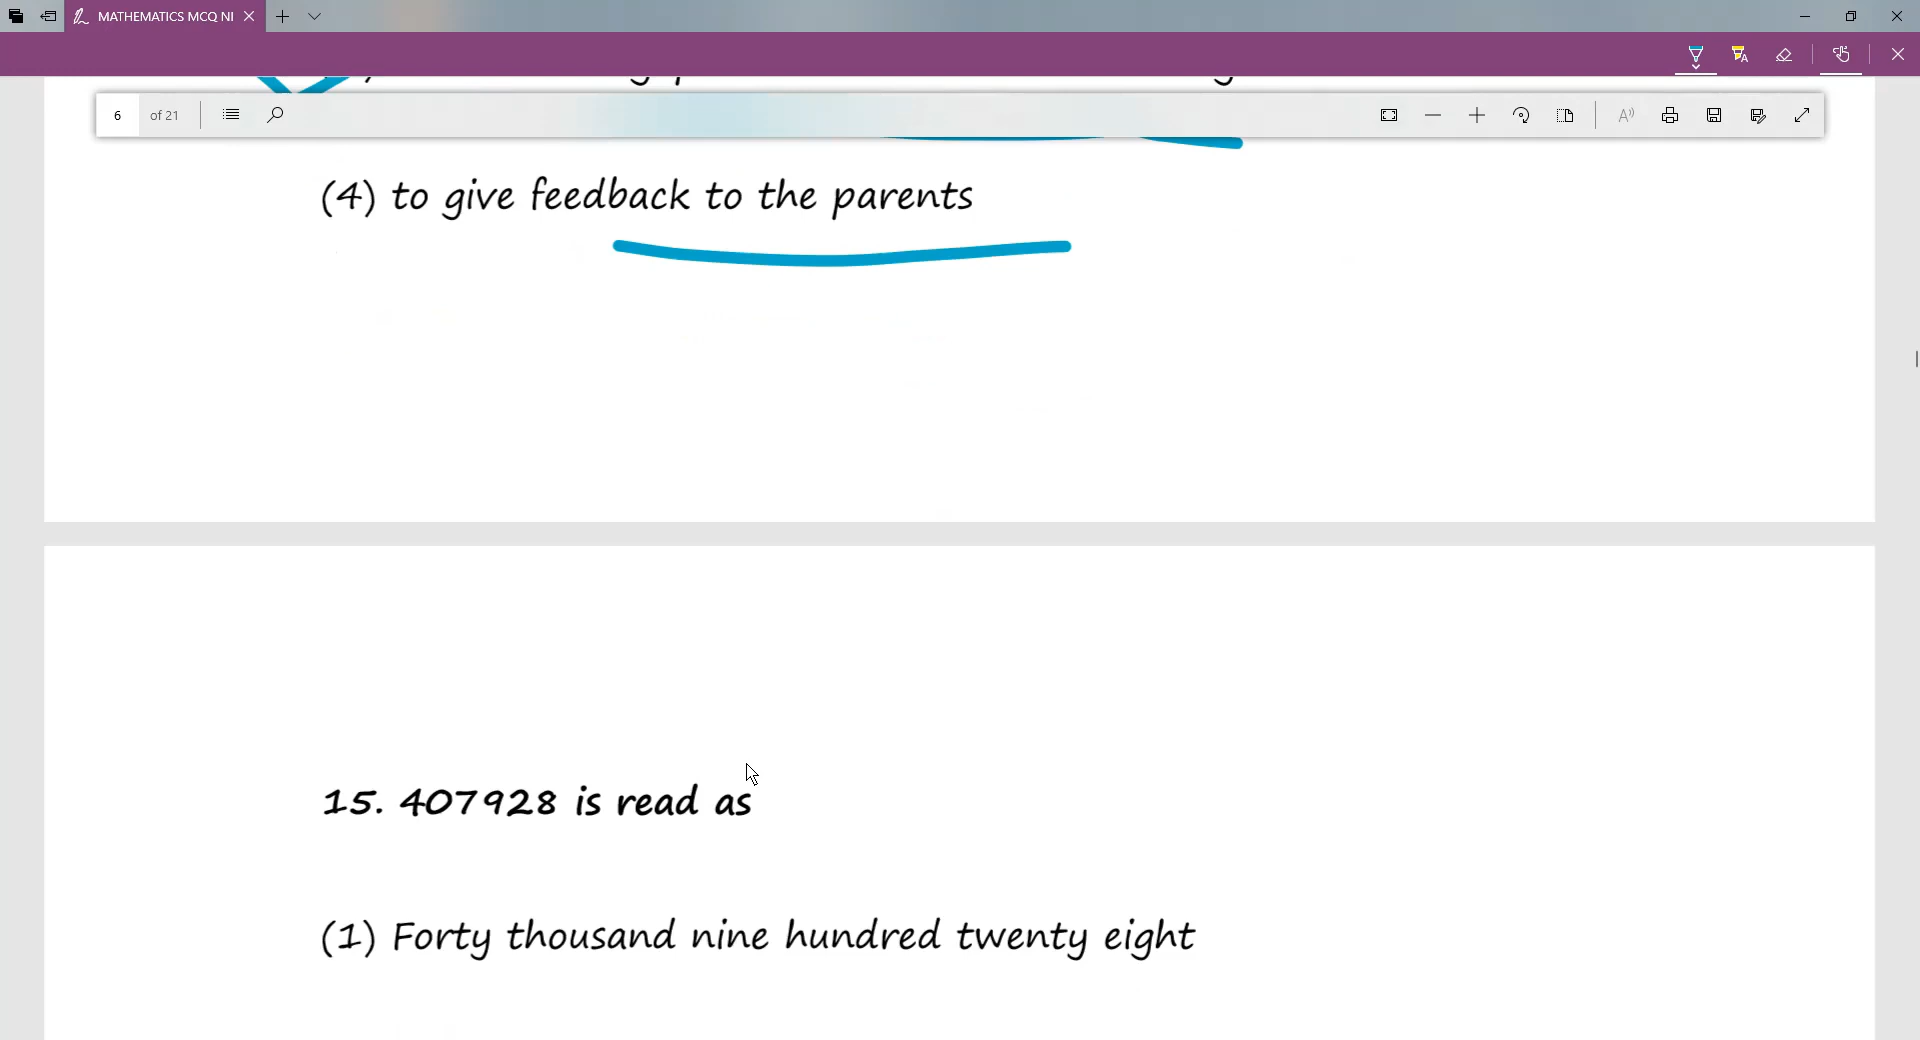 MATHEMATICS MCQ NI
6 of 21
(4) to give feedback to the parents
15. 407928 is read as
(1) Forty thousand nine hundred twenty eight